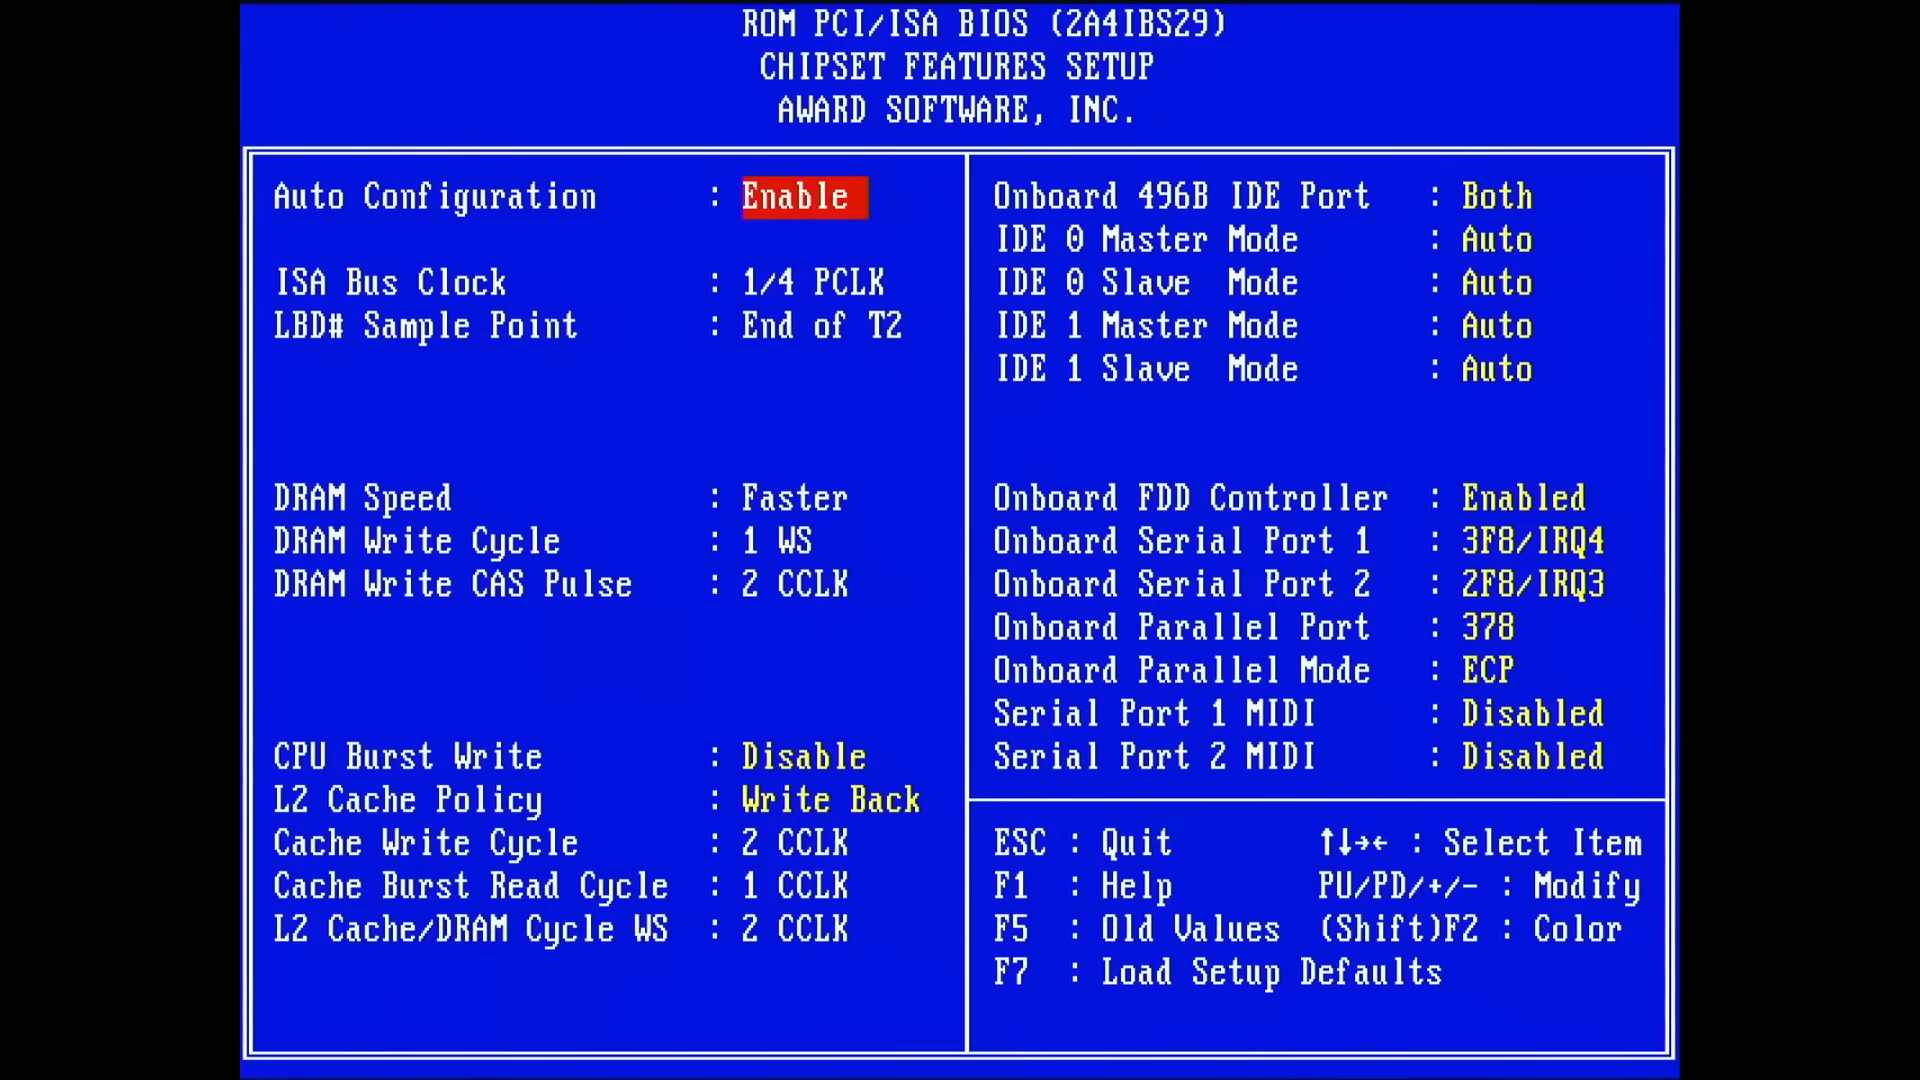 ROM PCI/ISA BIOS (2A4IBS29)
CHIPSET FEATURES SETUP
AWARD SOFTWARE, INC.
Auto Configuration : Enable
ISA Bus Clock : 1/4 PCLK
LBD# Sample Point : End of T2
DRAM Speed : Faster
DRAM Write Cycle : 1 WS
DRAM Write CAS Pulse : 2 CCLK
CPU Burst Write : Disable
L2 Cache Policy : Write Back
Cache Write Cycle : 2 CCLK
Cache Burst Read Cycle : 1 CCLK
L2 Cache/DRAM Cycle WS : 2 CCLK
Onboard 496B IDE Port : Both
IDE 0 Master Mode : Auto
IDE 0 Slave Mode : Auto
IDE 1 Master Mode : Auto
IDE 1 Slave Mode : Auto
Onboard FDD Controller : Enabled
Onboard Serial Port 1 : 3F8/IRQ4
Onboard Serial Port 2 : 2F8/IRQ3
Onboard Parallel Port : 378
Onboard Parallel Mode : ECP
Serial Port 1 MIDI : Disabled
Serial Port 2 MIDI : Disabled
ESC : Quit ↑↓→← : Select Item
F1 : Help PU/PD/+/- : Modify
F5 : Old Values (Shift)F2 : Color
F7 : Load Setup Defaults